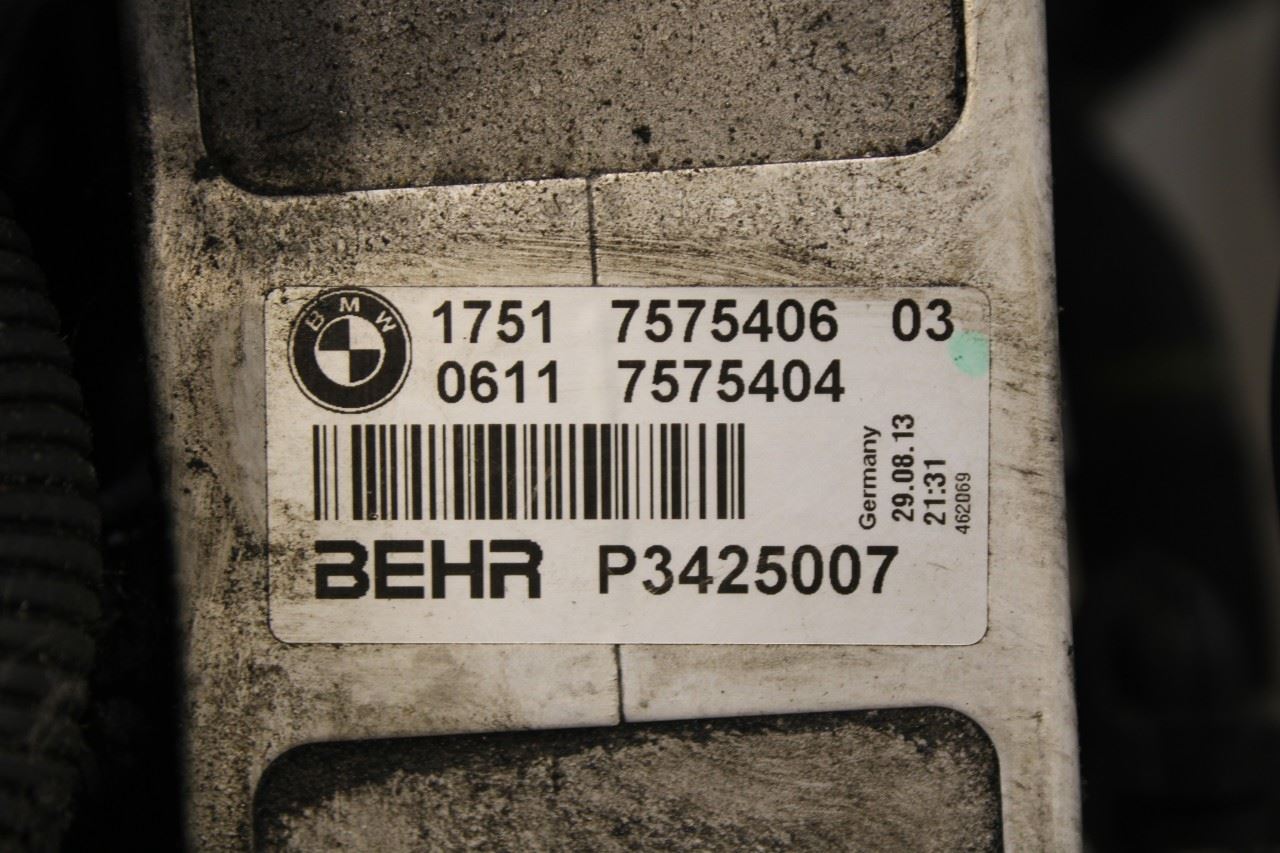 BMW
1751 7575406 03
0611 7575404
Germany
29.08.13
21:31
462069
BEHR P3425007